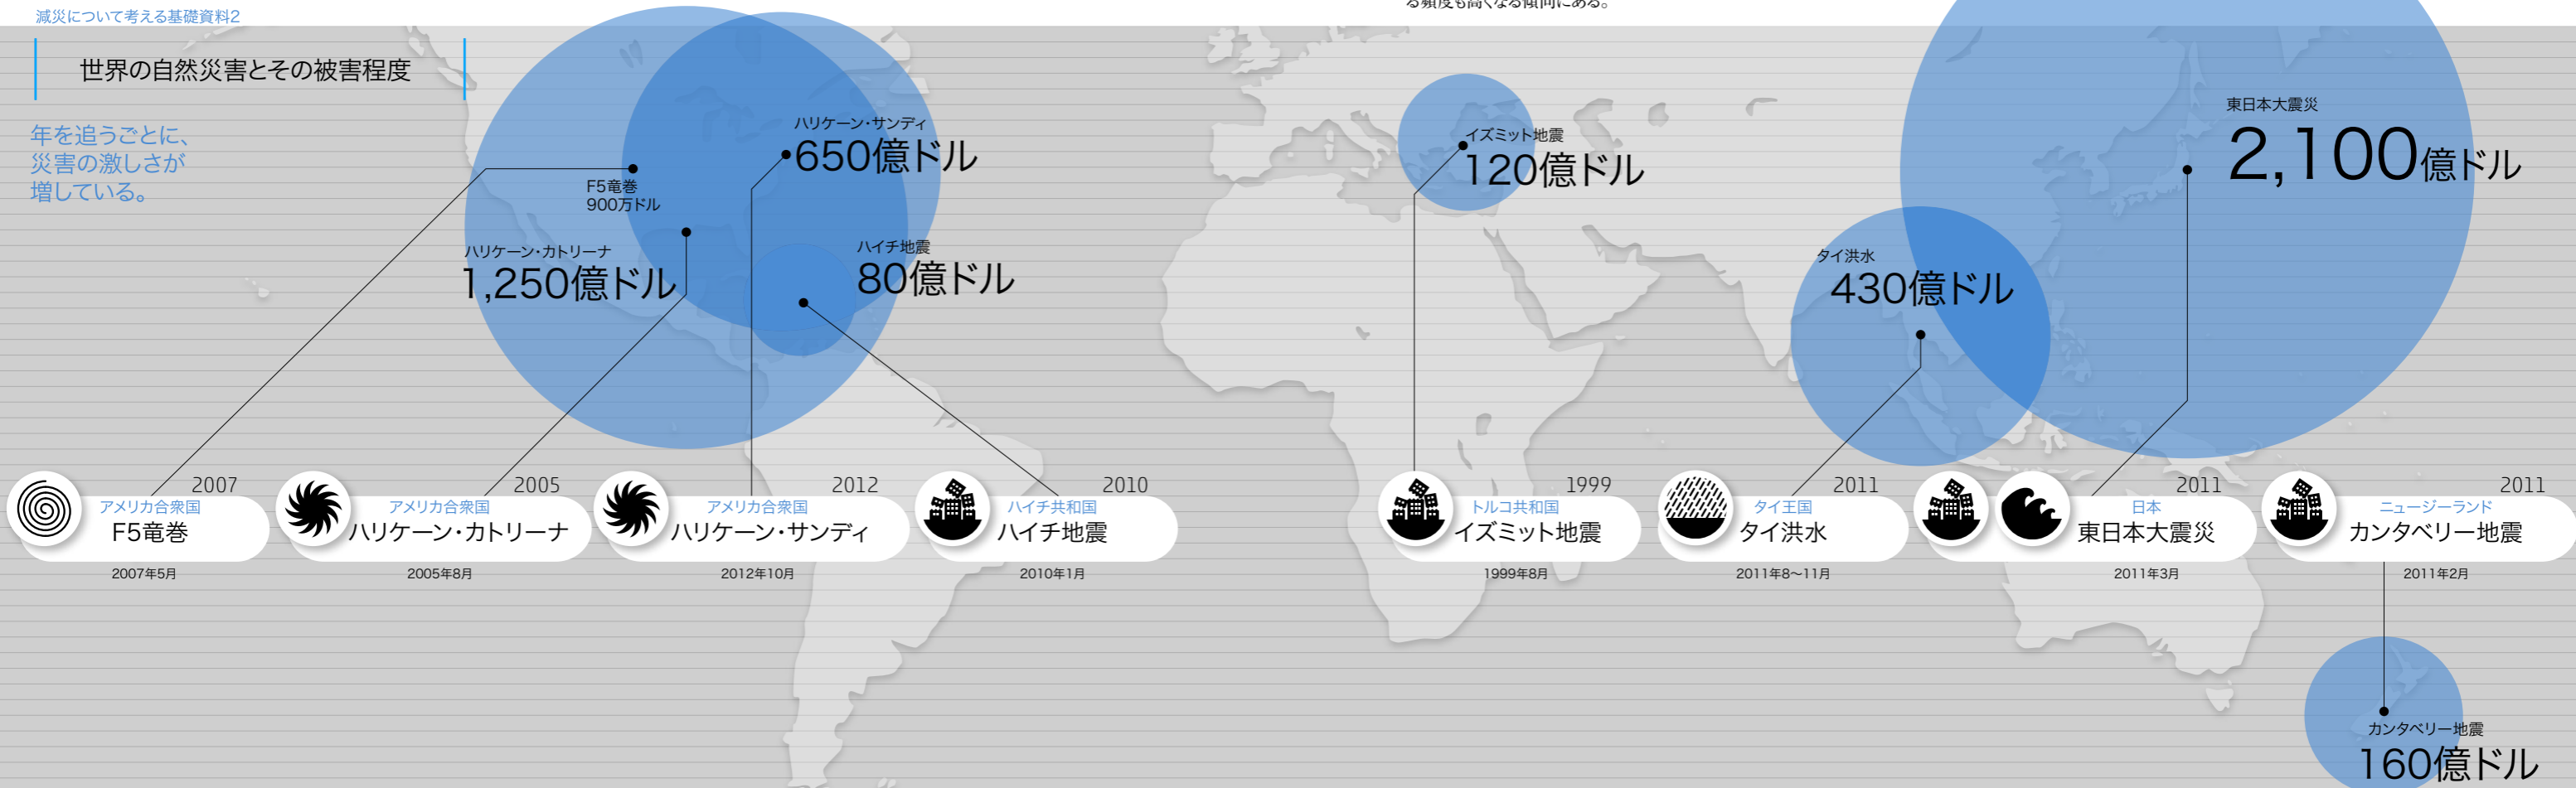 減災について考える基礎資料2
る頻度も高くなる傾向にある。
世界の自然災害とその被害程度
年を追うごとに、
災害の激しさが
増している。
F5竜巻
900万ドル
ハリケーン・カトリーナ
1,250億ドル
ハリケーン・サンディ
650億ドル
ハイチ地震
80億ドル
イズミット地震
120億ドル
タイ洪水
430億ドル
東日本大震災
2,100億ドル
2007
アメリカ合衆国
F5竜巻
2007年5月
2005
アメリカ合衆国
ハリケーン・カトリーナ
2005年8月
2012
アメリカ合衆国
ハリケーン・サンディ
2012年10月
2010
ハイチ共和国
ハイチ地震
2010年1月
1999
トルコ共和国
イズミット地震
1999年8月
2011
タイ王国
タイ洪水
2011年8〜11月
2011
日本
東日本大震災
2011年3月
2011
ニュージーランド
カンタベリー地震
2011年2月
カンタベリー地震
160億ドル